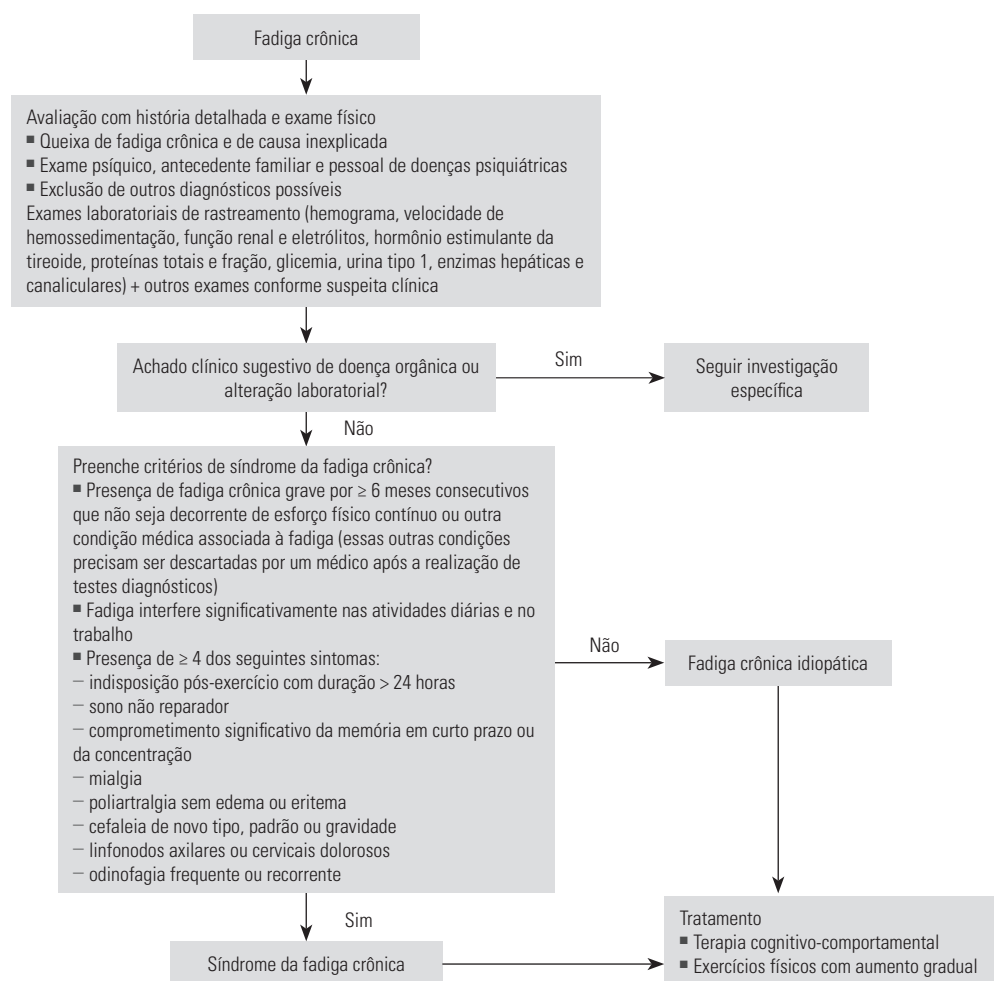 Fadiga crônica
Avaliação com história detalhada e exame físico
■ Queixa de fadiga crônica e de causa inexplicada
■ Exame psíquico, antecedente familiar e pessoal de doenças psiquiátricas
■ Exclusão de outros diagnósticos possíveis
Exames laboratoriais de rastreamento (hemograma, velocidade de
hemossedimentação, função renal e eletrólitos, hormônio estimulante da
tireoide, proteínas totais e fração, glicemia, urina tipo 1, enzimas hepáticas e
canaliculares) + outros exames conforme suspeita clínica
Achado clínico sugestivo de doença orgânica ou
alteração laboratorial?
Sim
Seguir investigação
específica
Não
Preenche critérios de síndrome da fadiga crônica?
■ Presença de fadiga crônica grave por ≥ 6 meses consecutivos
que não seja decorrente de esforço físico contínuo ou outra
condição médica associada à fadiga (essas outras condições
precisam ser descartadas por um médico após a realização de
testes diagnósticos)
■ Fadiga interfere significativamente nas atividades diárias e no
trabalho
■ Presença de ≥ 4 dos seguintes sintomas:
– indisposição pós-exercício com duração > 24 horas
– sono não reparador
– comprometimento significativo da memória em curto prazo ou
da concentração
– mialgia
– poliartralgia sem edema ou eritema
– cefaleia de novo tipo, padrão ou gravidade
– linfonodos axilares ou cervicais dolorosos
– odinofagia frequente ou recorrente
Não
Fadiga crônica idiopática
Sim
Síndrome da fadiga crônica
Tratamento
■ Terapia cognitivo-comportamental
■ Exercícios físicos com aumento gradual